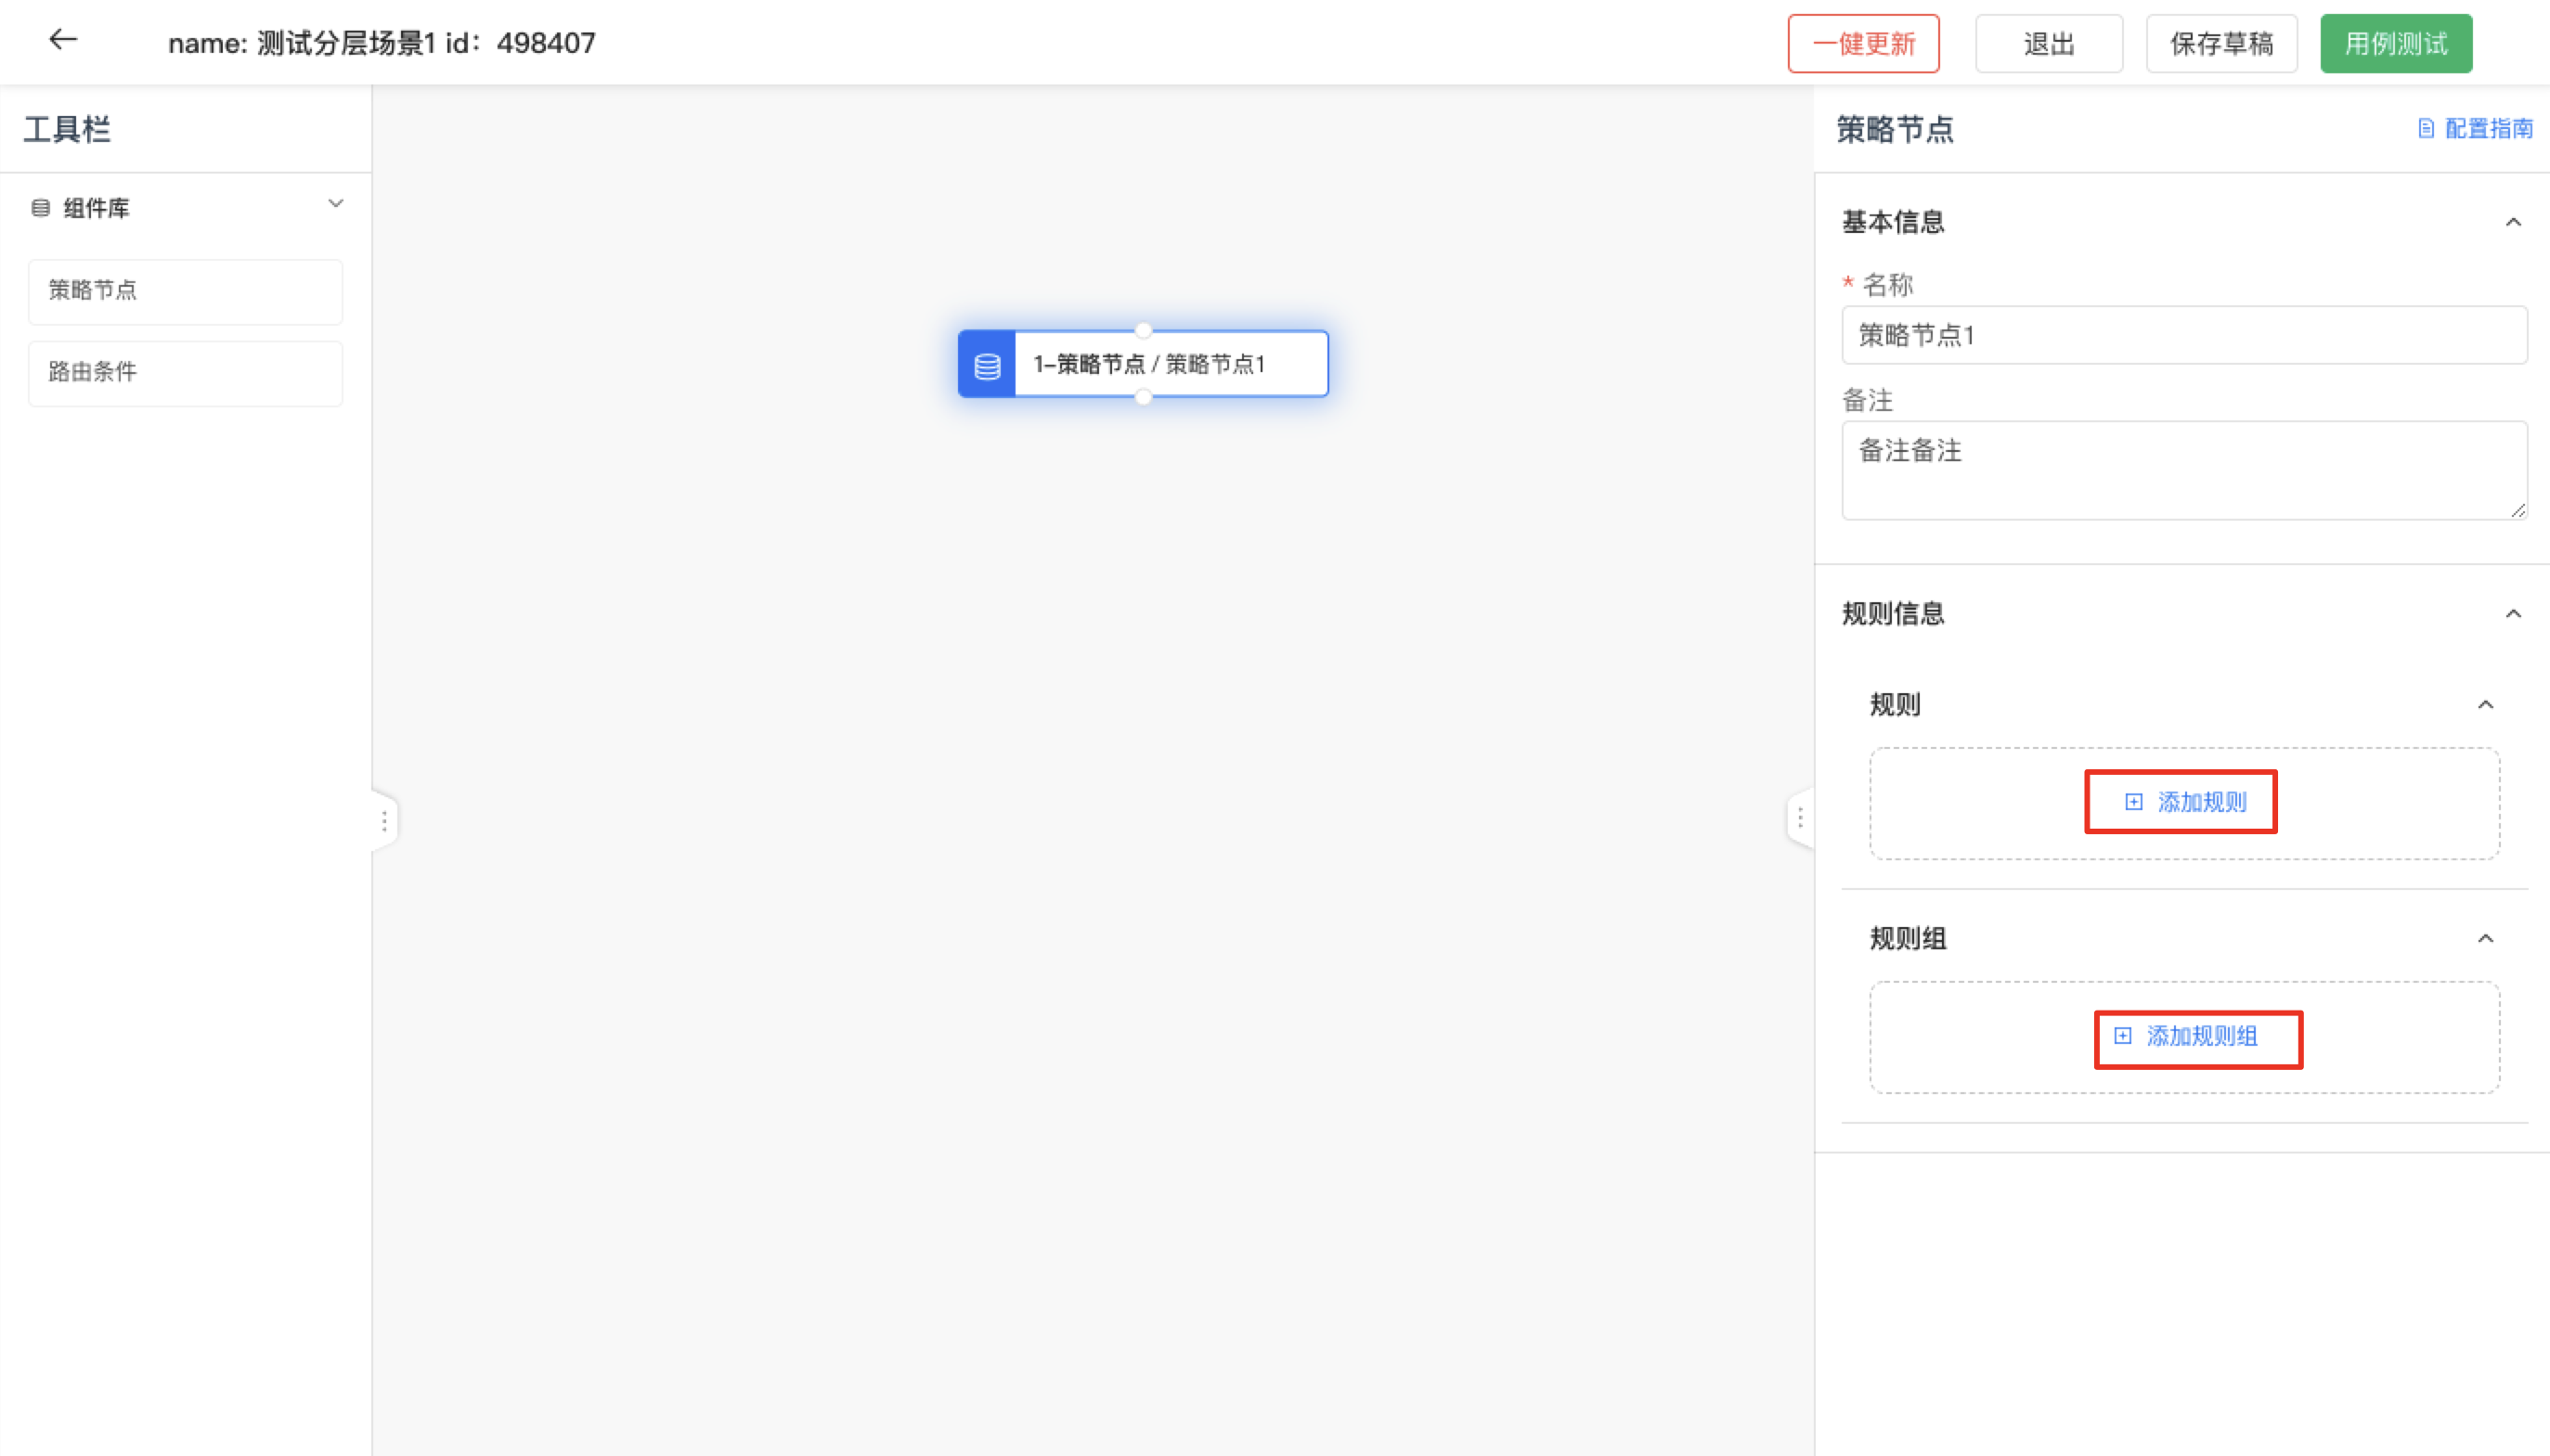 name: 测试分层场景1 id：498407
一健更新
退出
保存草稿
用例测试
工具栏
组件库
策略节点
路由条件
1-策略节点 / 策略节点1
策略节点
配置指南
基本信息
* 名称
策略节点1
备注
备注备注
规则信息
规则
添加规则
规则组
添加规则组